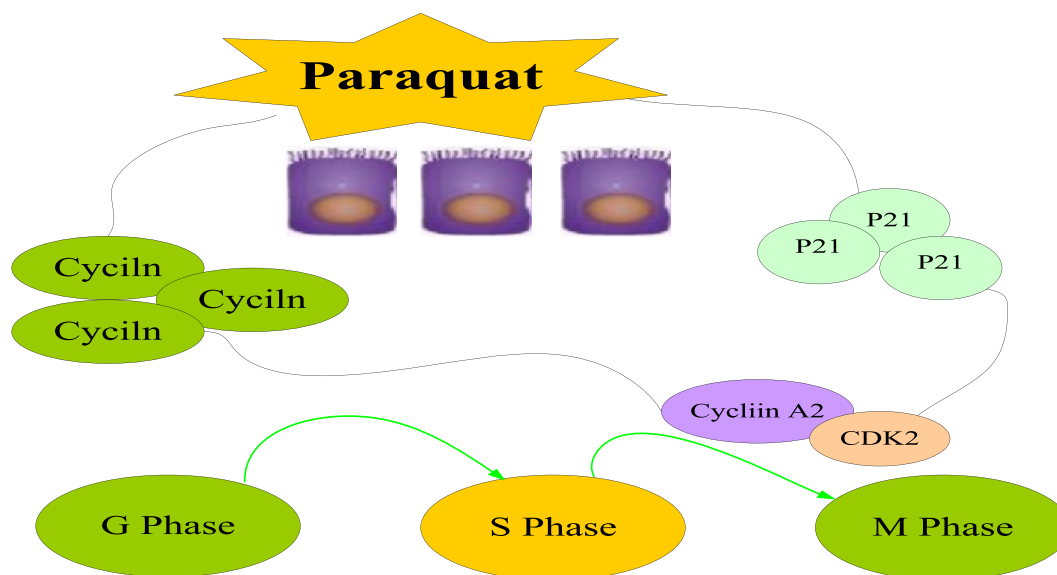 Paraquat
P21
P21
P21
Cyciln
Cyciln
Cyciln
Cycliin A2
CDK2
G Phase
S Phase
M Phase